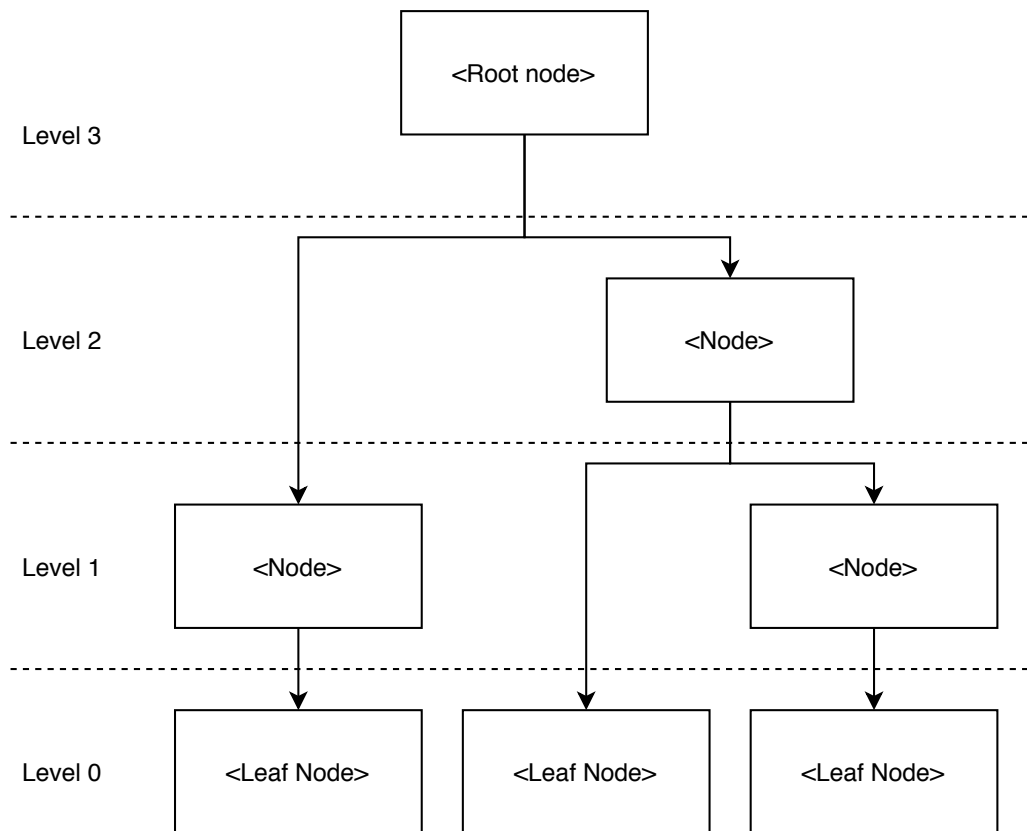 <Root node>
Level 3
Level 2
<Node>
Level 1
<Node>
<Node>
Level 0
<Leaf Node>
<Leaf Node>
<Leaf Node>